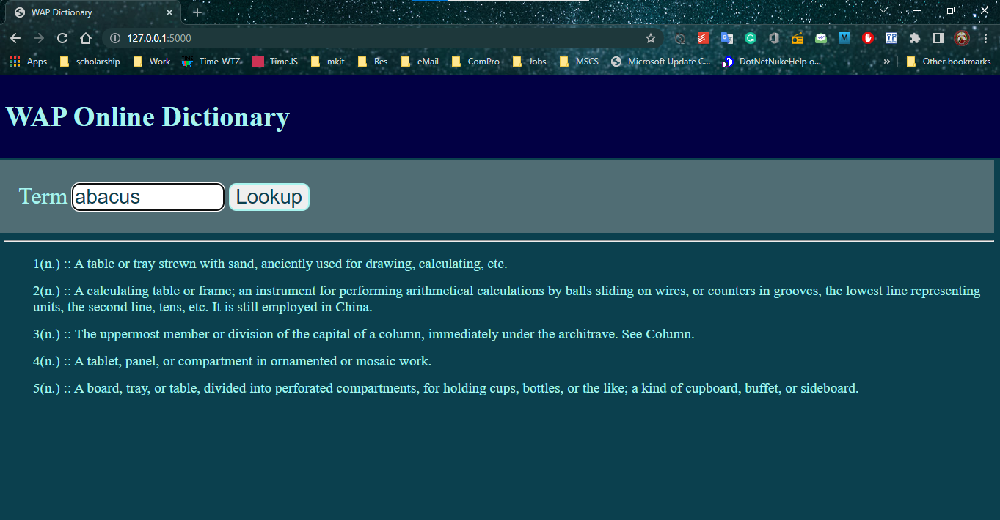 WAP Dictionary
127.0.0.1:5000
Apps scholarship Work Time-WTZ Time.IS mkit Res eMail ComPro Jobs MSCS Microsoft Update C... DotNetNukeHelp o... » Other bookmarks
WAP Online Dictionary
Term abacus Lookup
1(n.) :: A table or tray strewn with sand, anciently used for drawing, calculating, etc.
2(n.) :: A calculating table or frame; an instrument for performing arithmetical calculations by balls sliding on wires, or counters in grooves, the lowest line representing
units, the second line, tens, etc. It is still employed in China.
3(n.) :: The uppermost member or division of the capital of a column, immediately under the architrave. See Column.
4(n.) :: A tablet, panel, or compartment in ornamented or mosaic work.
5(n.) :: A board, tray, or table, divided into perforated compartments, for holding cups, bottles, or the like; a kind of cupboard, buffet, or sideboard.